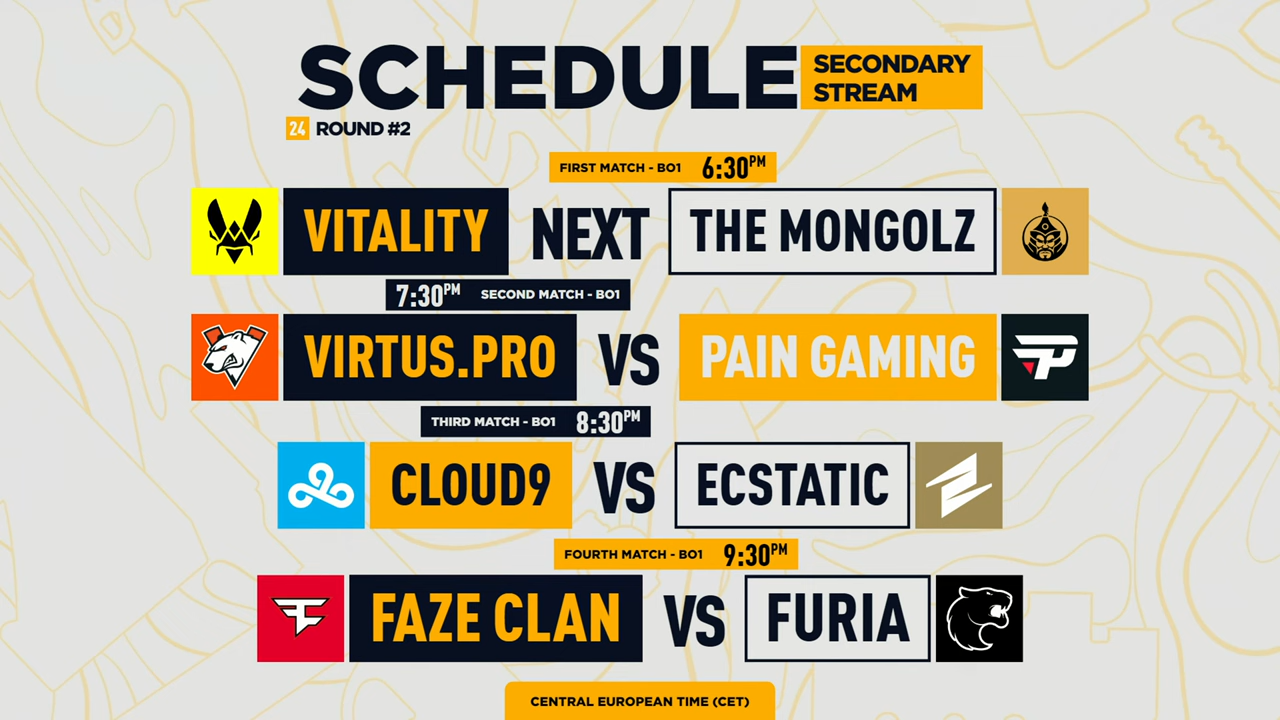 SCHEDULE
SECONDARY
STREAM
24 ROUND #2
FIRST MATCH - BO1 6:30PM
VITALITY NEXT THE MONGOLZ
7:30PM SECOND MATCH - BO1
VIRTUS.PRO VS PAIN GAMING
THIRD MATCH - BO1 8:30PM
CLOUD9 VS ECSTATIC
FOURTH MATCH - BO1 9:30PM
FAZE CLAN VS FURIA
CENTRAL EUROPEAN TIME (CET)